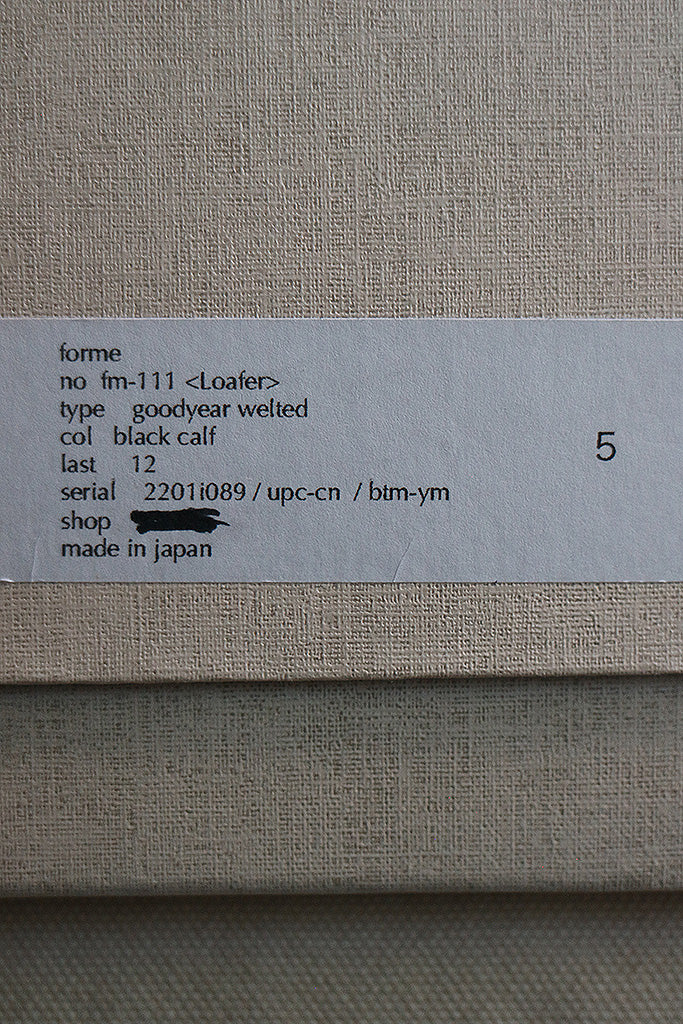 forme
no fm-111 <Loafer>
type goodyear welted
col black calf
last 12
serial 2201i089 / upc-cn / btm-ym
shop
made in japan
5